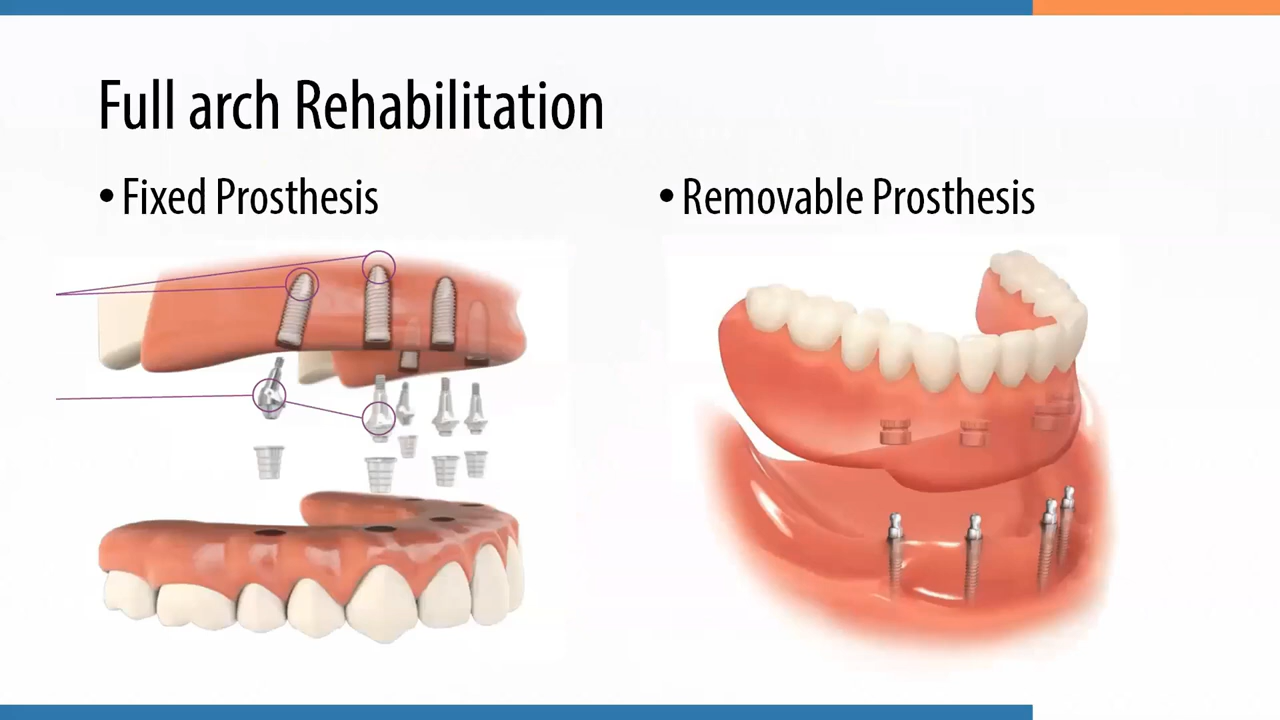 Full arch Rehabilitation
• Fixed Prosthesis
• Removable Prosthesis